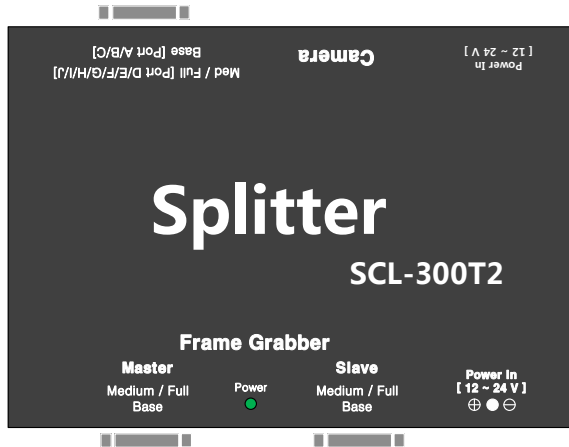 Base [Port A/B/C]
Med / Full [Port D/E/F/G/H/I/J]
Camera
Power In
[ 12 ~ 24 V ]
Splitter
SCL-300T2
Frame Grabber
Master
Medium / Full
Base
Power
Slave
Medium / Full
Base
Power In
[ 12 ~ 24 V ]